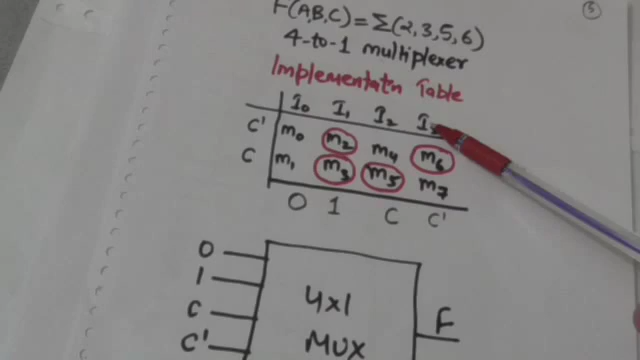 F(A,B,C) = Σ(2,3,5,6)
3
4-to-1 multiplexer
Implementatn Table
I₀ I₁ I₂
C' m₀ m₂ m₄ m₆
C m₁ m₃ m₅ m₇
0 1 C C'
0
1
C
C'
4x1
MUX
F